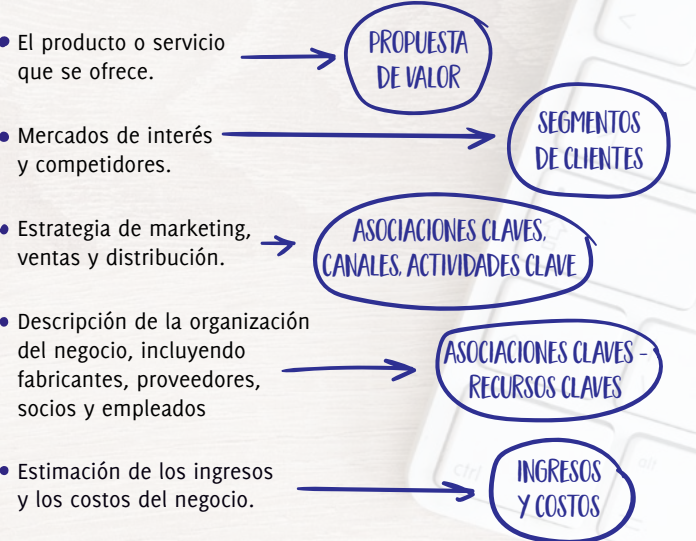 • El producto o servicio
que se ofrece.
PROPUESTA
DE VALOR
• Mercados de interés
y competidores.
SEGMENTOS
DE CLIENTES
• Estrategia de marketing,
ventas y distribución.
ASOCIACIONES CLAVES,
CANALES, ACTIVIDADES CLAVE
• Descripción de la organización
del negocio, incluyendo
fabricantes, proveedores,
socios y empleados
ASOCIACIONES CLAVES -
RECURSOS CLAVES
• Estimación de los ingresos
y los costos del negocio.
INGRESOS
Y COSTOS
ctrl
alt